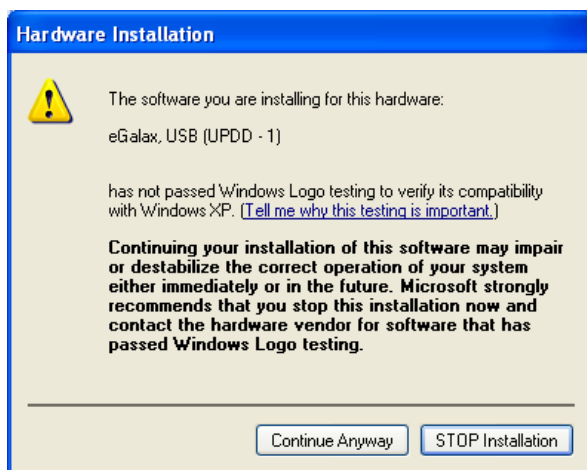 Hardware Installation
The software you are installing for this hardware:
eGalax, USB (UPDD - 1)
has not passed Windows Logo testing to verify its compatibility
with Windows XP. (Tell me why this testing is important.)
Continuing your installation of this software may impair
or destabilize the correct operation of your system
either immediately or in the future. Microsoft strongly
recommends that you stop this installation now and
contact the hardware vendor for software that has
passed Windows Logo testing.
Continue Anyway
STOP Installation